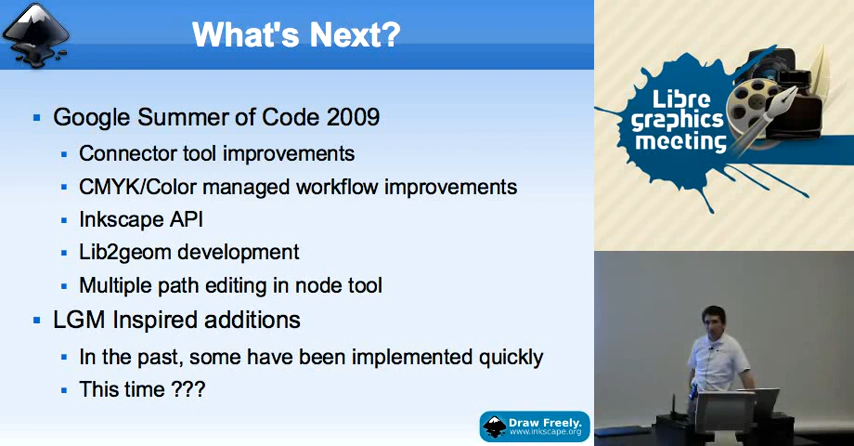 What's Next?
Google Summer of Code 2009
Connector tool improvements
CMYK/Color managed workflow improvements
Inkscape API
Lib2geom development
Multiple path editing in node tool
LGM Inspired additions
In the past, some have been implemented quickly
This time ???
Draw Freely.
www.inkscape.org
Libre
graphics
meeting